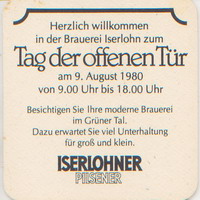 Herzlich willkommen
in der Brauerei Iserlohn zum
Tag der offenen Tür
am 9. August 1980
von 9.00 Uhr bis 18.00 Uhr
Besichtigen Sie Ihre moderne Brauerei
im Grüner Tal.
Dazu erwartet Sie viel Unterhaltung
für groß und klein.
ISERLOHNER
PILSENER